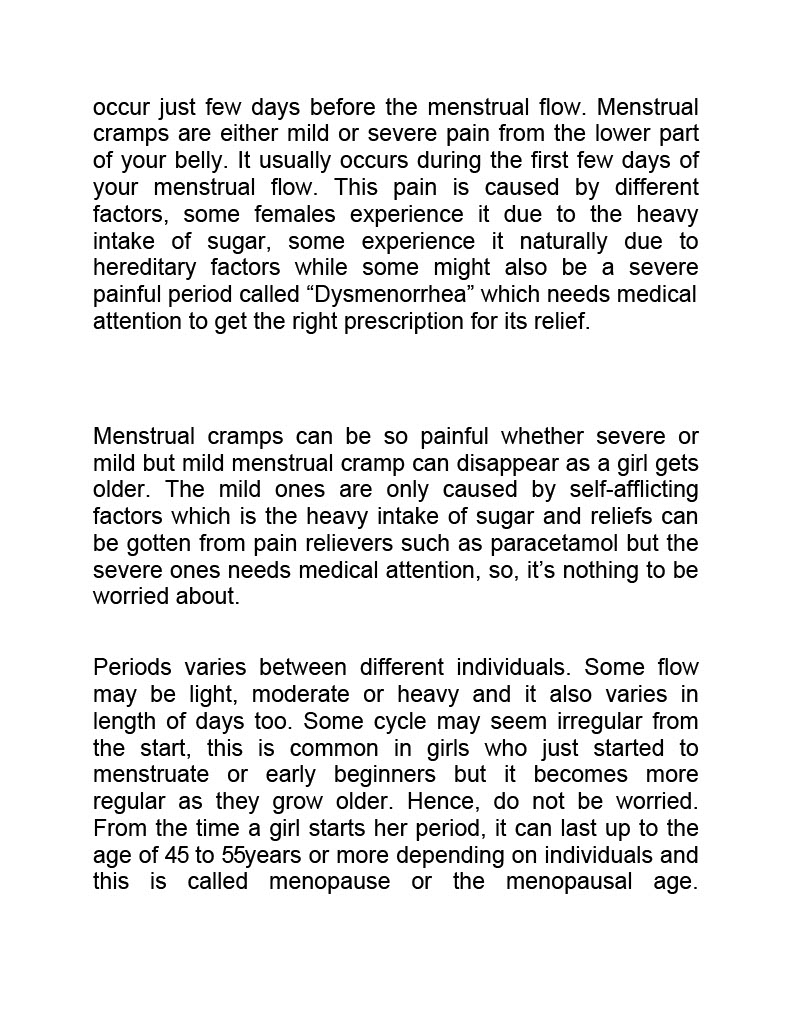 occur just few days before the menstrual flow. Menstrual
cramps are either mild or severe pain from the lower part
of your belly. It usually occurs during the first few days of
your menstrual flow. This pain is caused by different
factors, some females experience it due to the heavy
intake of sugar, some experience it naturally due to
hereditary factors while some might also be a severe
painful period called “Dysmenorrhea” which needs medical
attention to get the right prescription for its relief.
Menstrual cramps can be so painful whether severe or
mild but mild menstrual cramp can disappear as a girl gets
older. The mild ones are only caused by self-afflicting
factors which is the heavy intake of sugar and reliefs can
be gotten from pain relievers such as paracetamol but the
severe ones needs medical attention, so, it’s nothing to be
worried about.
Periods varies between different individuals. Some flow
may be light, moderate or heavy and it also varies in
length of days too. Some cycle may seem irregular from
the start, this is common in girls who just started to
menstruate or early beginners but it becomes more
regular as they grow older. Hence, do not be worried.
From the time a girl starts her period, it can last up to the
age of 45 to 55years or more depending on individuals and
this is called menopause or the menopausal age.